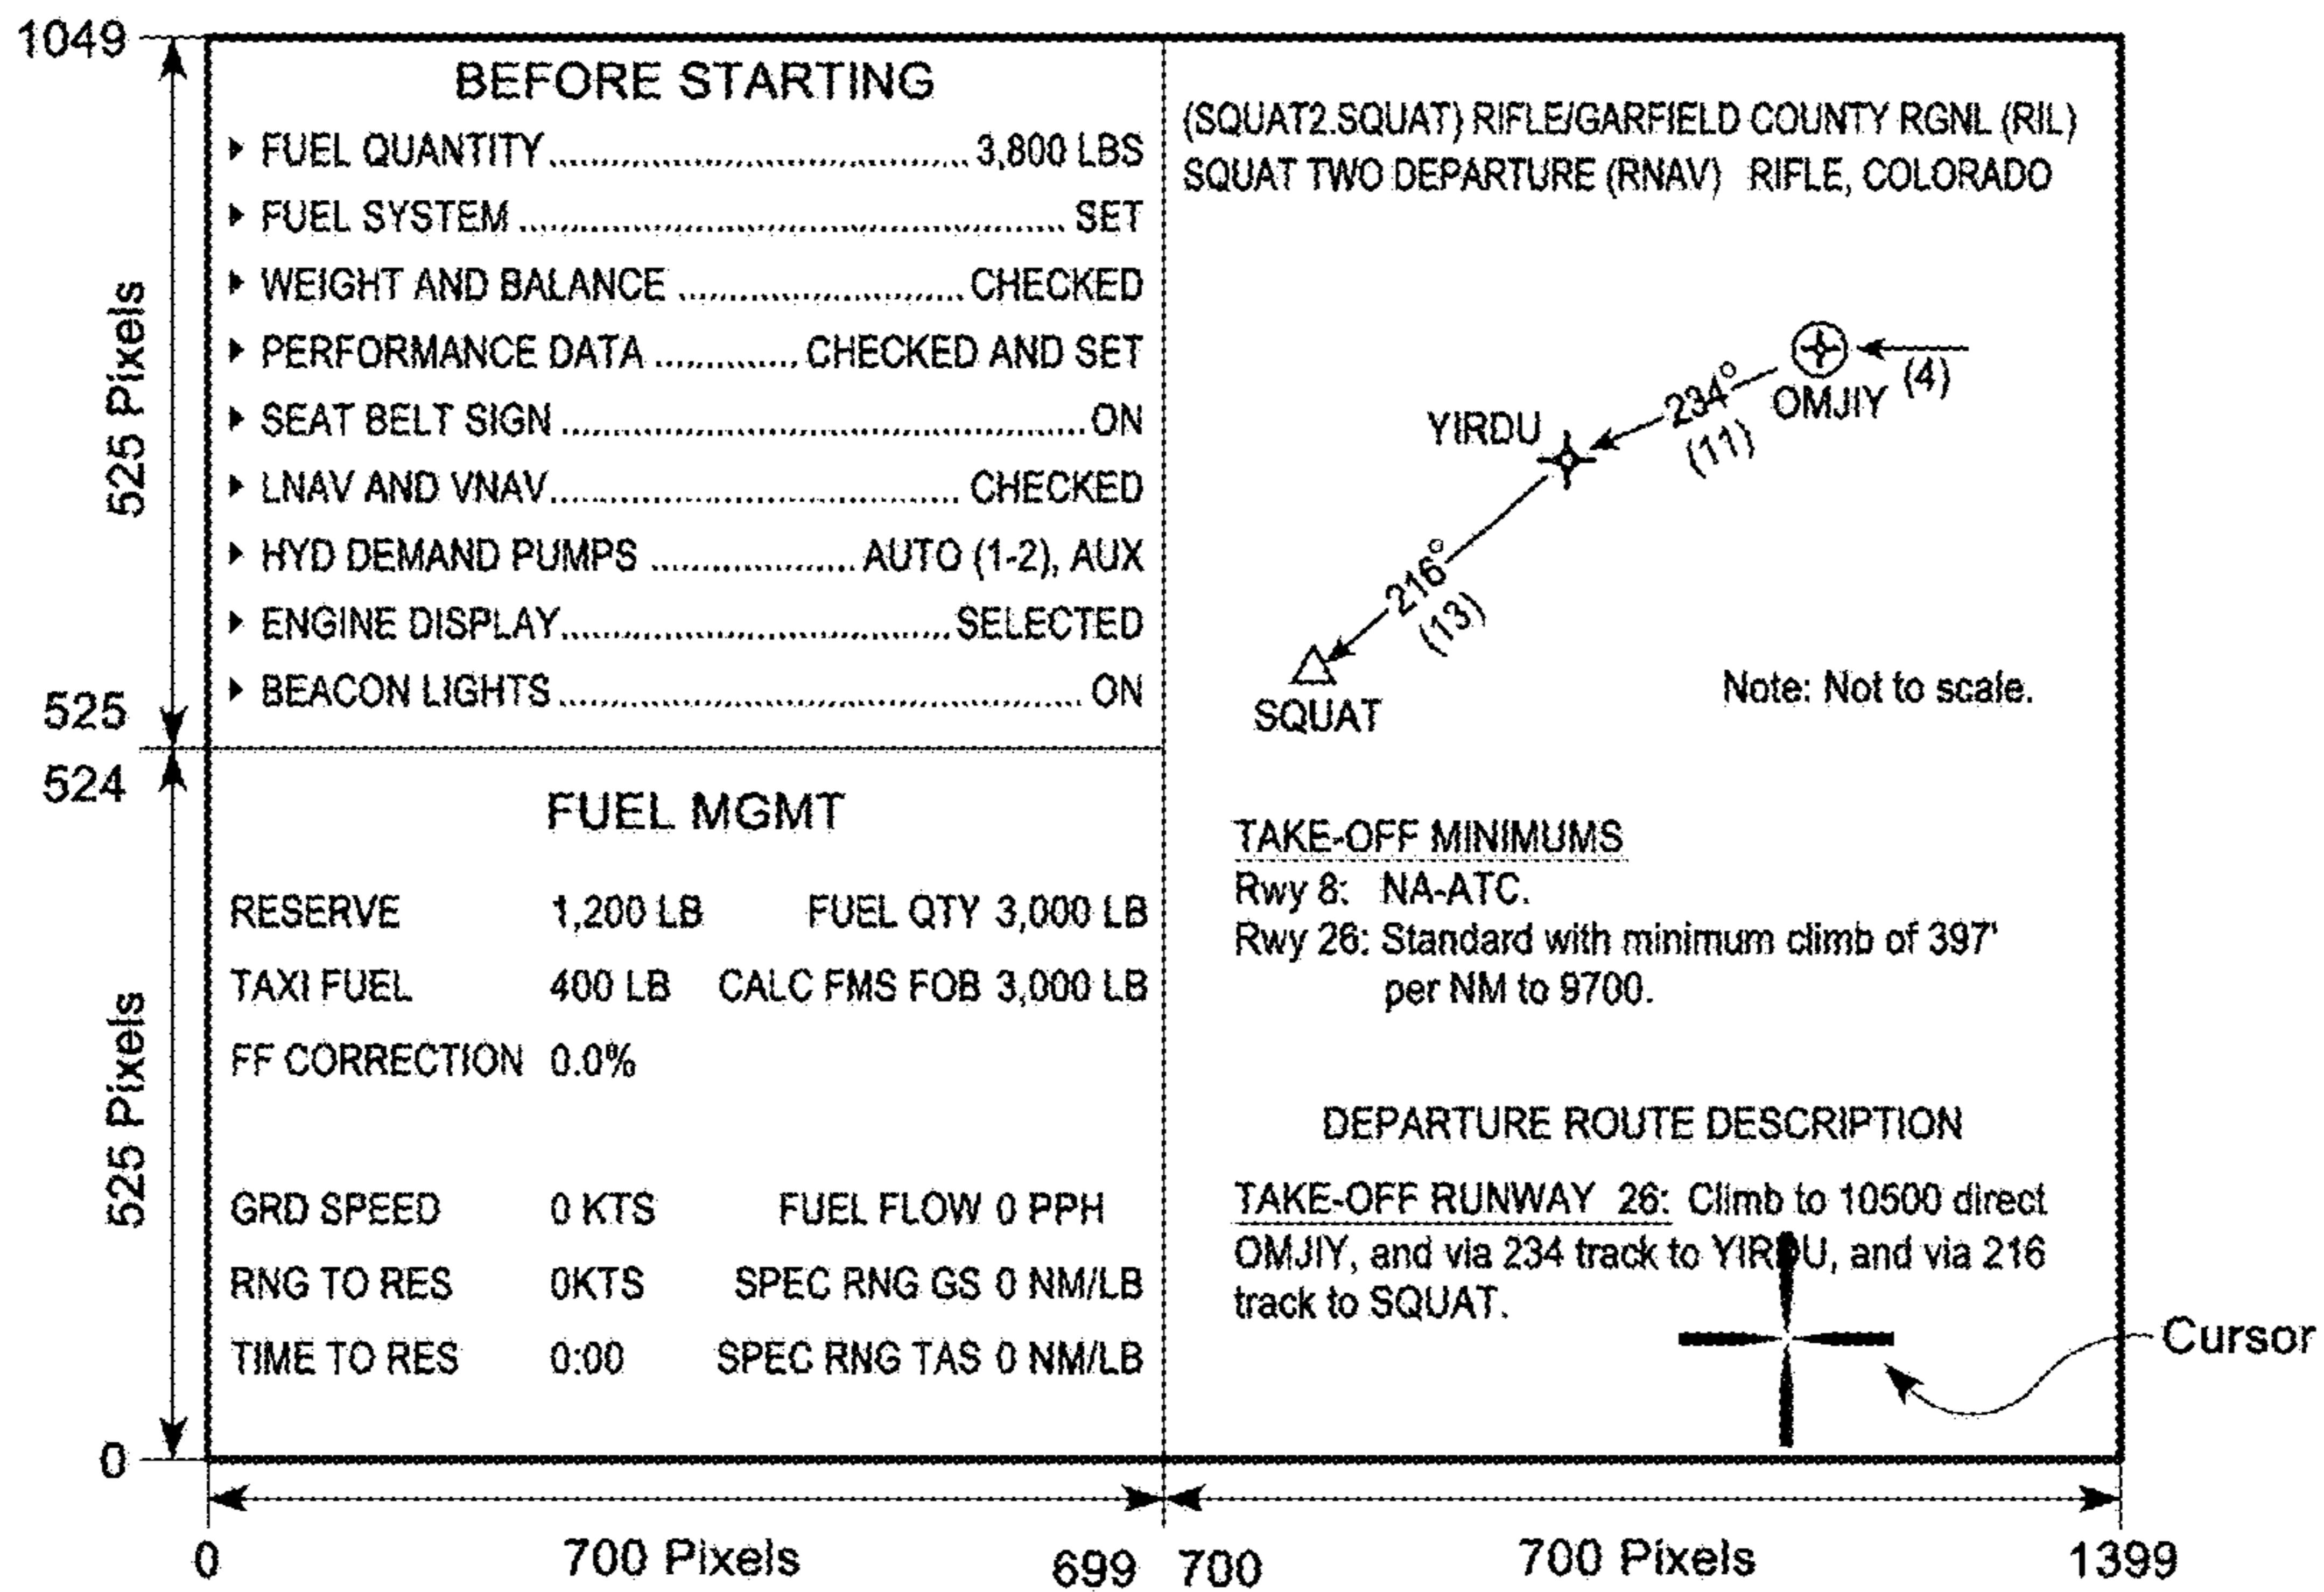 1049
BEFORE STARTING
FUEL QUANTITY 3,800 LBS
FUEL SYSTEM SET
WEIGHT AND BALANCE CHECKED
PERFORMANCE DATA CHECKED AND SET
SEAT BELT SIGN ON
LNAV AND VNAV CHECKED
HYD DEMAND PUMPS AUTO (1-2), AUX
ENGINE DISPLAY SELECTED
BEACON LIGHTS ON
525 Pixels
525
524
FUEL MGMT
RESERVE 1,200 LB FUEL QTY 3,000 LB
TAXI FUEL 400 LB CALC FMS FOB 3,000 LB
FF CORRECTION 0.0%
GRD SPEED 0 KTS FUEL FLOW 0 PPH
RNG TO RES 0KTS SPEC RNG GS 0 NM/LB
TIME TO RES 0:00 SPEC RNG TAS 0 NM/LB
525 Pixels
0
(SQUAT2.SQUAT) RIFLE/GARFIELD COUNTY RGNL (RIL)
SQUAT TWO DEPARTURE (RNAV) RIFLE, COLORADO
OMJIY
(4)
234°
(11)
YIRDU
216°
(13)
SQUAT
Note: Not to scale.
TAKE-OFF MINIMUMS
Rwy 8: NA-ATC.
Rwy 26: Standard with minimum climb of 397'
per NM to 9700.
DEPARTURE ROUTE DESCRIPTION
TAKE-OFF RUNWAY 26: Climb to 10500 direct
OMJIY, and via 234 track to YIRDU, and via 216
track to SQUAT.
Cursor
0 700 Pixels 699 700 700 Pixels 1399